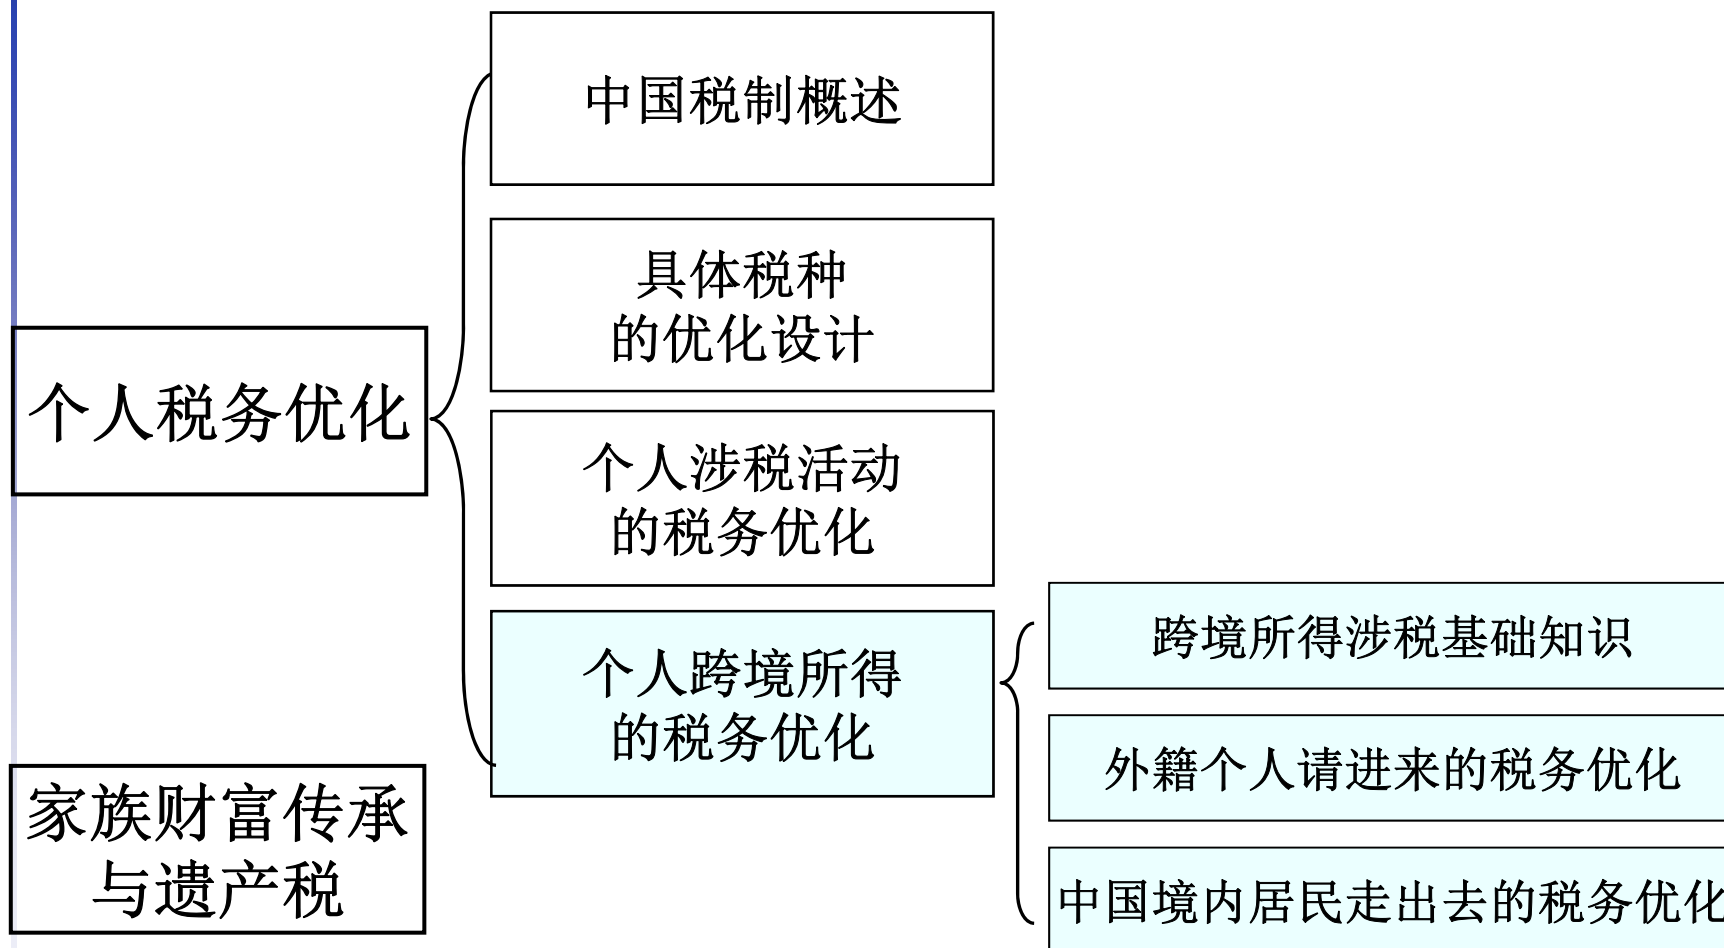 中国税制概述
具体税种
的优化设计
个人税务优化
个人涉税活动
的税务优化
个人跨境所得
的税务优化
跨境所得涉税基础知识
外籍个人请进来的税务优化
中国境内居民走出去的税务优化
家族财富传承
与遗产税